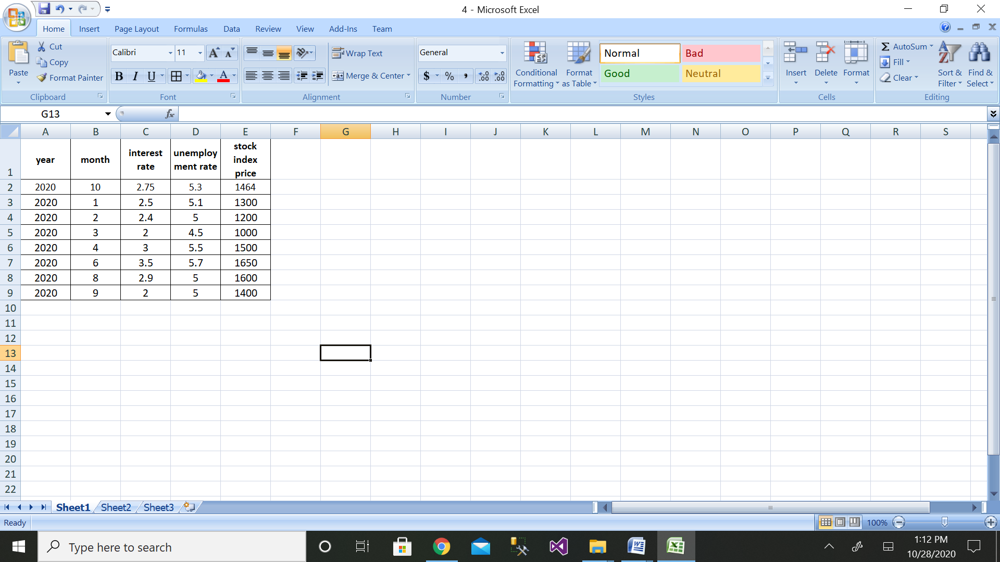 4 - Microsoft Excel
Home Insert Page Layout Formulas Data Review View Add-Ins Team
Paste
Cut
Copy
Format Painter
Clipboard
Calibri 11
B I U A
Font
Wrap Text
Merge & Center
Alignment
General
$ % ,
Number
Conditional Formatting
Format as Table
Normal Bad
Good Neutral
Styles
Insert Delete Format
Cells
Σ AutoSum
Fill
Clear
Sort & Filter
Find & Select
Editing
G13 fx
A B C D E F G H I J K L M N O P Q R S
1 year month interest rate unemploy ment rate stock index price
2 2020 10 2.75 5.3 1464
3 2020 1 2.5 5.1 1300
4 2020 2 2.4 5 1200
5 2020 3 2 4.5 1000
6 2020 4 3 5.5 1500
7 2020 6 3.5 5.7 1650
8 2020 8 2.9 5 1600
9 2020 9 2 5 1400
10
11
12
13
14
15
16
17
18
19
20
21
22
Sheet1 Sheet2 Sheet3
Ready 100%
Type here to search
1:12 PM
10/28/2020